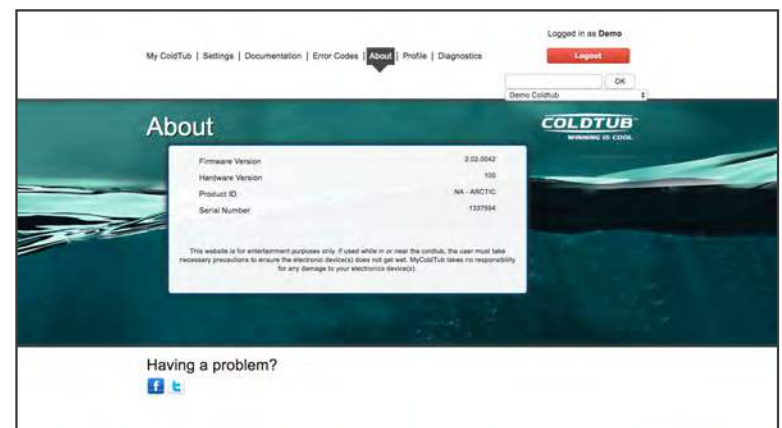 Logged in as Demo
My ColdTub | Settings | Documentation | Error Codes | About | Profile | Diagnostics
Logout
OK
Demo Coldtub
About
COLDTUB
WINNING IS COOL
Firmware Version 2.02.0042
Hardware Version 100
Product ID NA - ARCTIC
Serial Number 1337594
This website is for entertainment purposes only. If used while in or near the coldtub, the user must take
necessary precautions to ensure the electronic device(s) does not get wet. MyColdTub takes no responsibility
for any damage to your electronics device(s).
Having a problem?